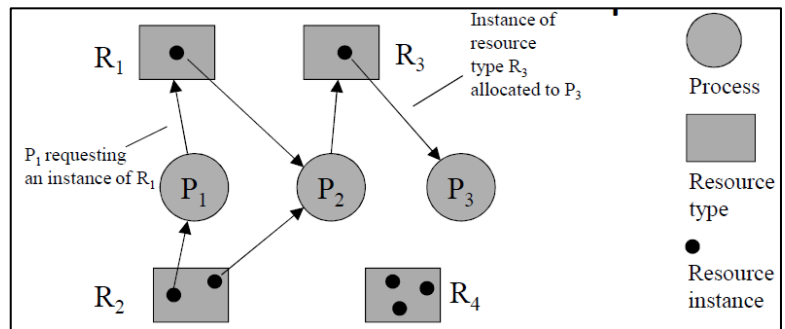 R1
R3
Instance of
resource
type R3
allocated to P3
Process
P1 requesting
an instance of R1
P1
P2
P3
Resource
type
R2
R4
Resource
instance